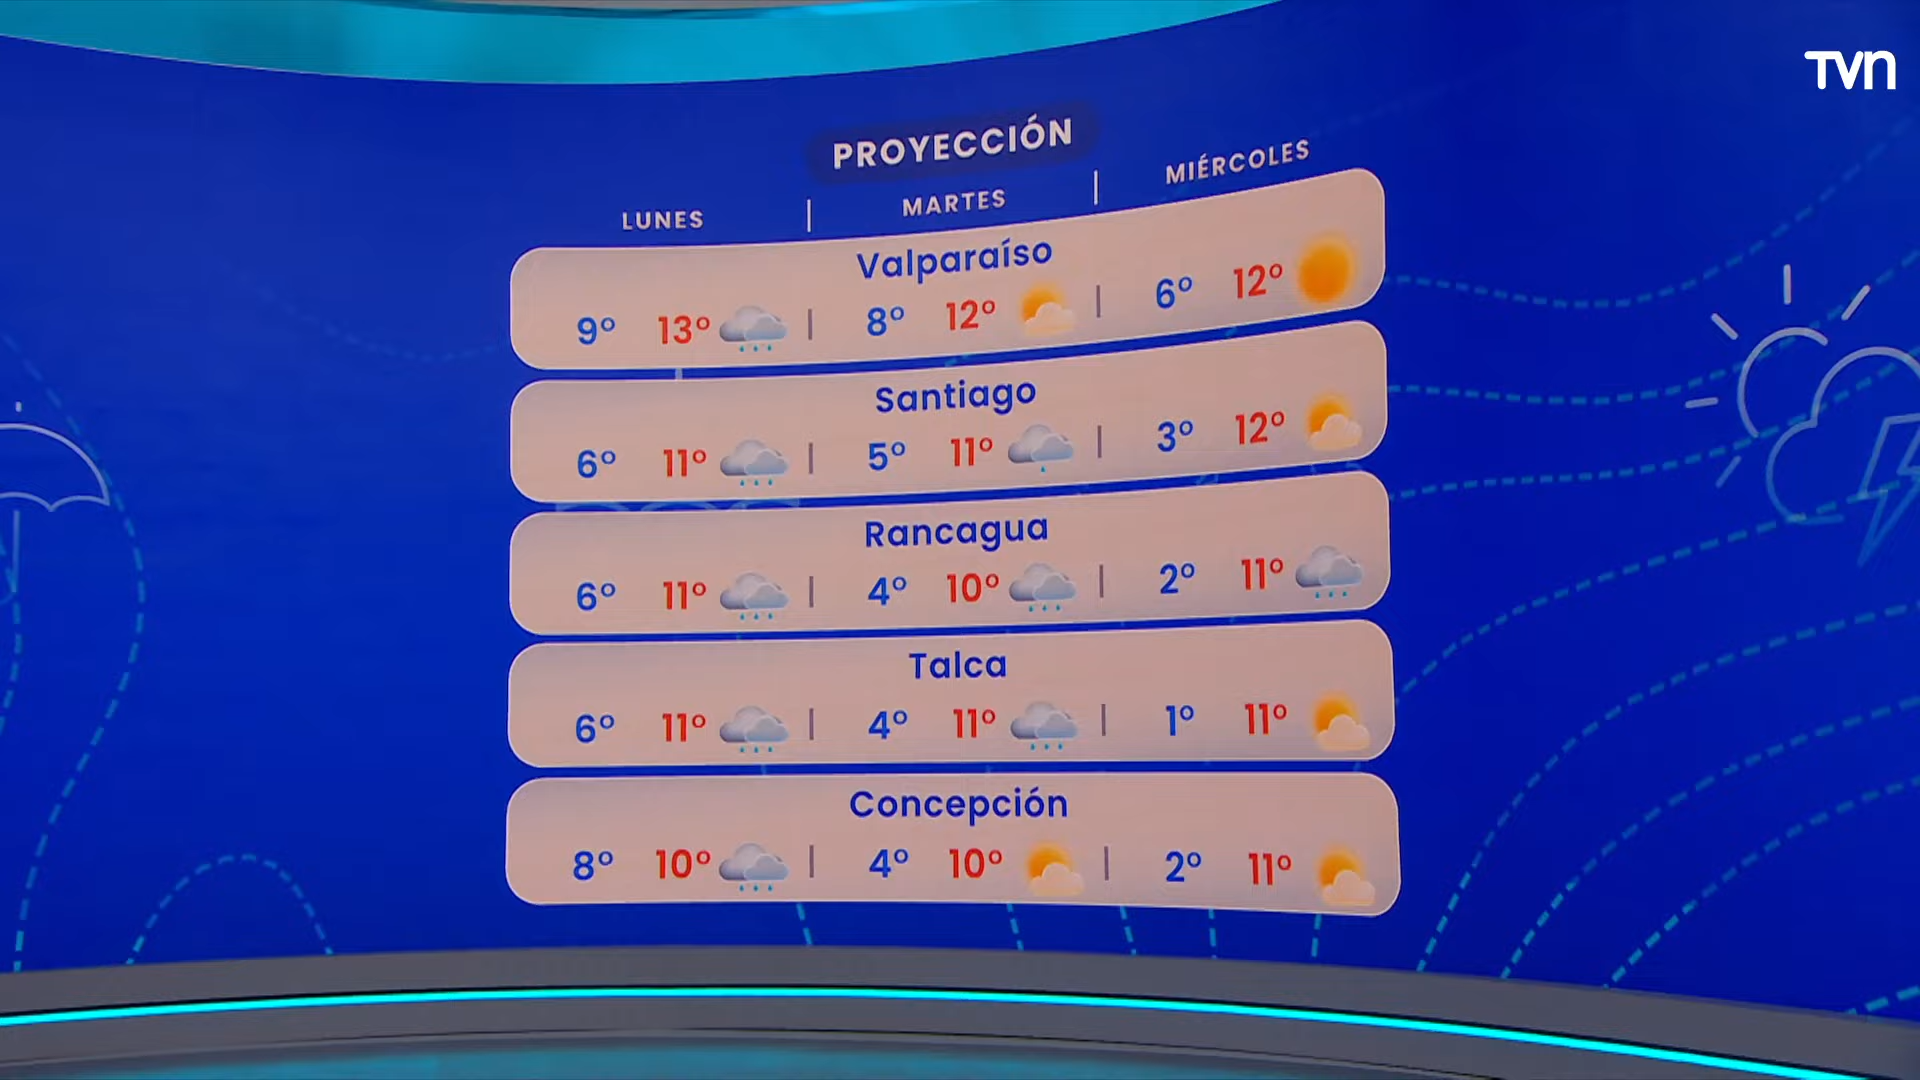 TVN
PROYECCIÓN
LUNES | MARTES | MIÉRCOLES
Valparaíso
9° 13° | 8° 12° | 6° 12°
Santiago
6° 11° | 5° 11° | 3° 12°
Rancagua
6° 11° | 4° 10° | 2° 11°
Talca
6° 11° | 4° 11° | 1° 11°
Concepción
8° 10° | 4° 10° | 2° 11°